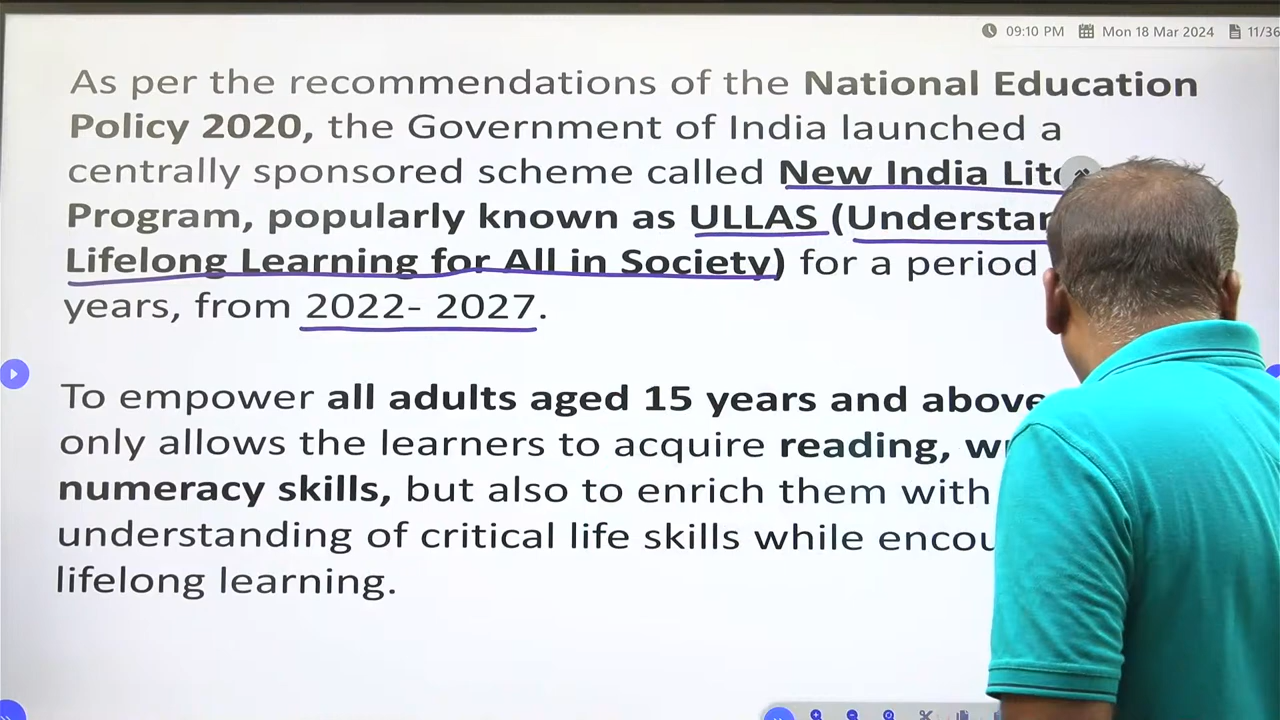 09:10 PM Mon 18 Mar 2024 11/36
As per the recommendations of the National Education
Policy 2020, the Government of India launched a
centrally sponsored scheme called New India
Program, popularly known as ULLAS (
Lifelong Learning for All in Society) for a period
years, from 2022- 2027.
To empower all adults aged 15 years and above
only allows the learners to acquire reading,
numeracy skills, but also to enrich them with
understanding of critical life skills while
lifelong learning.